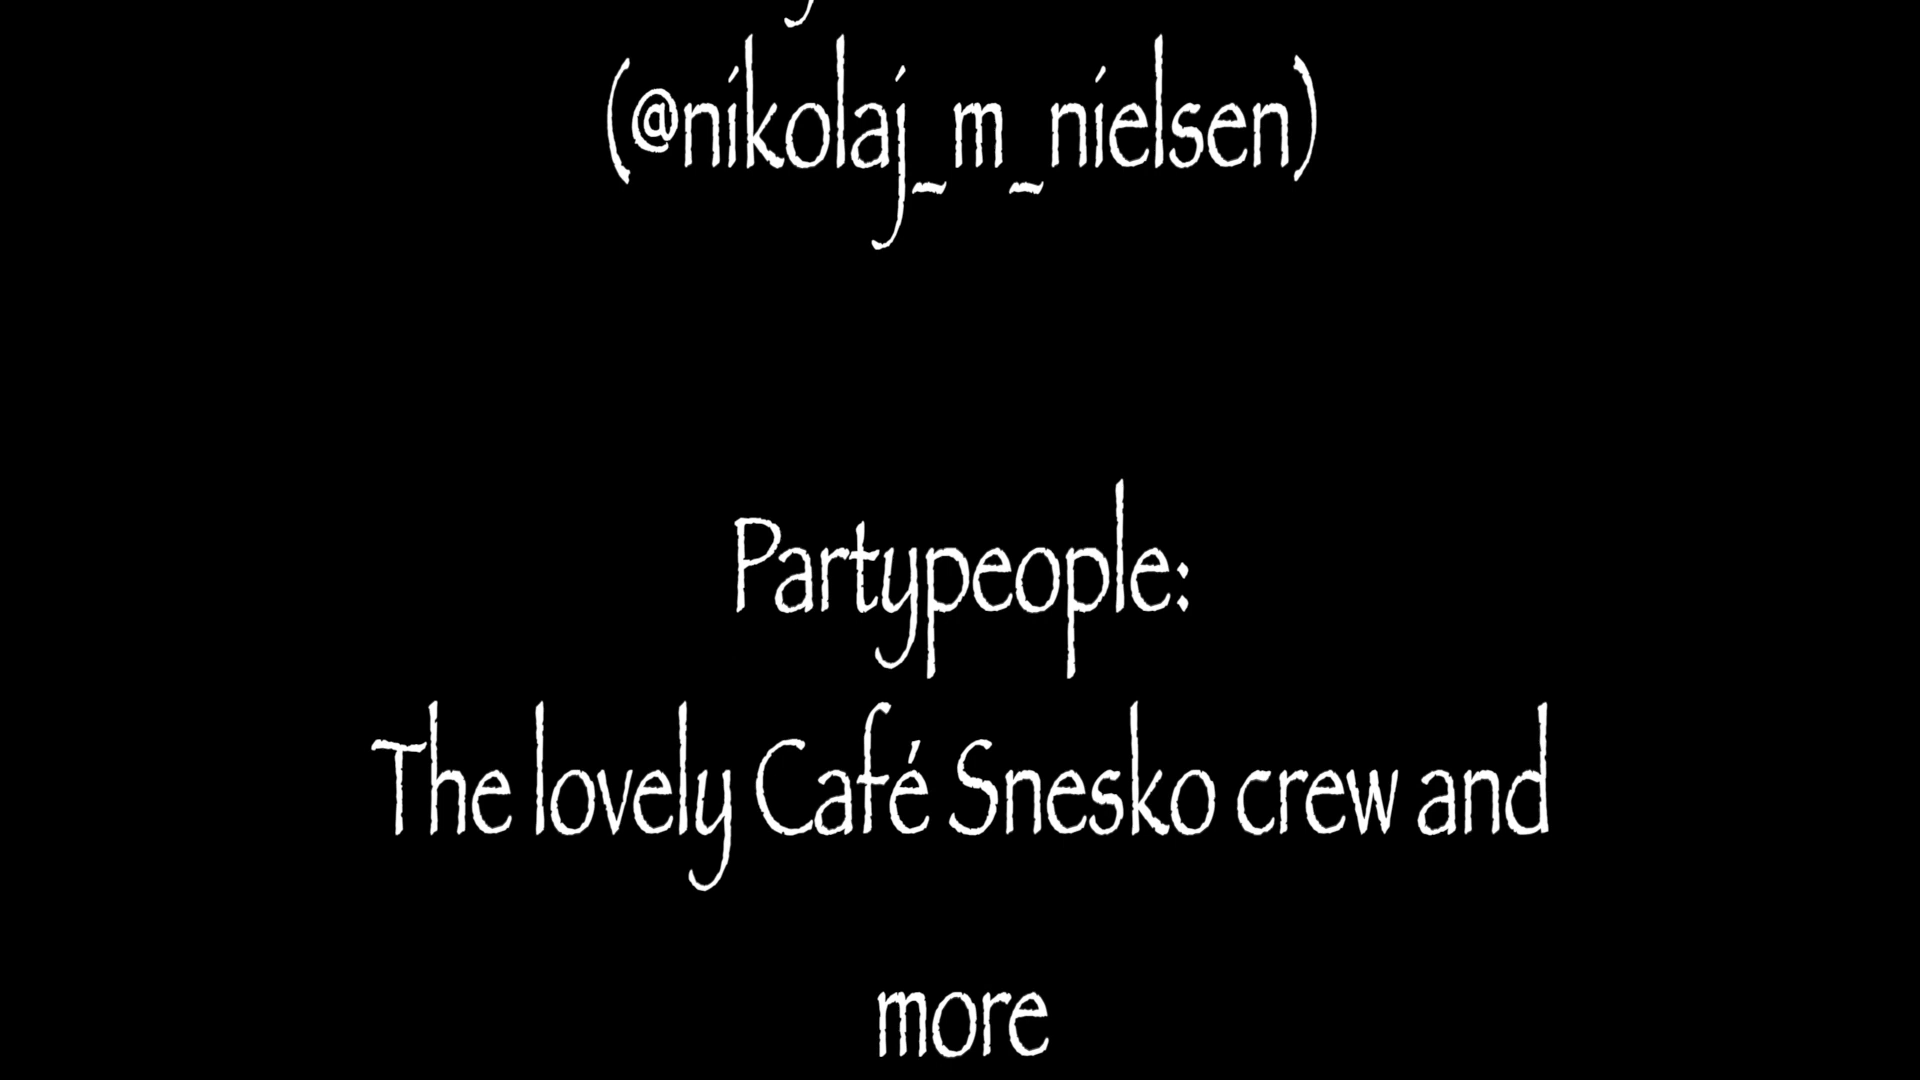 (@nikolaj_m_nielsen)
Partypeople:
The lovely Café Snesko crew and
more